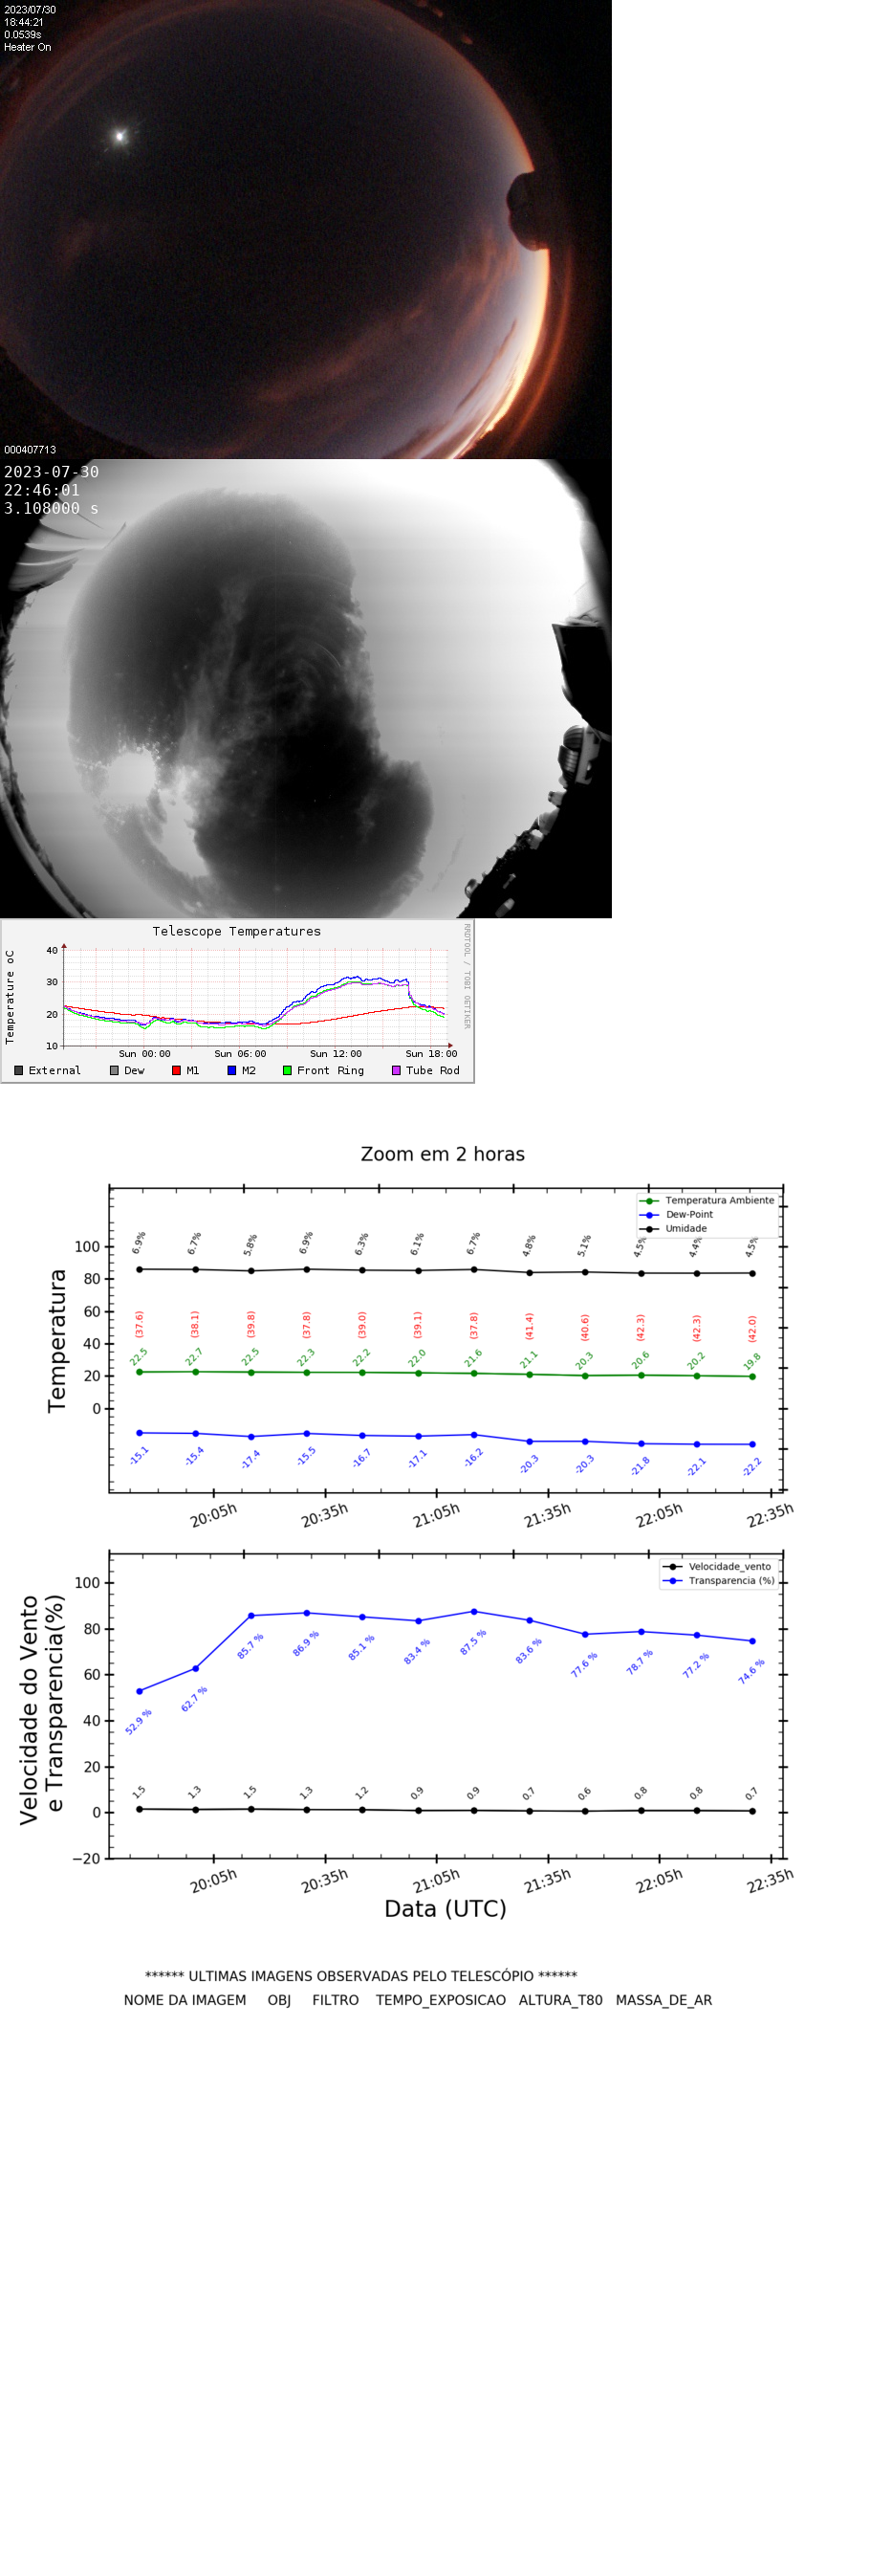 2023/07/30
18:44:21
0.0539s
Heater On
000407713
2023-07-30
22:46:01
3.108000 s
Telescope Temperatures
RRDTOOL / TOBI OETIKER
Temperature oC
40
30
20
10
Sun 00:00 Sun 06:00 Sun 12:00 Sun 18:00
External Dew M1 M2 Front Ring Tube Rod
Zoom em 2 horas
Temperatura Ambiente
Dew-Point
Umidade
Temperatura
100
80
60
40
20
0
6.9% 6.7% 5.8% 6.9% 6.3% 6.1% 6.7% 4.8% 5.1% 4.5% 4.4% 4.5%
(37.6) (38.1) (39.8) (37.8) (39.0) (39.1) (37.8) (41.4) (40.6) (42.3) (42.3) (42.0)
22.5 22.7 22.5 22.3 22.2 22.0 21.6 21.1 20.3 20.6 20.2 19.8
-15.1 -15.4 -17.4 -15.5 -16.7 -17.1 -16.2 -20.3 -20.3 -21.8 -22.1 -22.2
20:05h 20:35h 21:05h 21:35h 22:05h 22:35h
Velocidade_vento
Transparencia (%)
Velocidade do Vento
e Transparencia(%)
100
80
60
40
20
0
−20
52.9 % 62.7 % 85.7 % 86.9 % 85.1 % 83.4 % 87.5 % 83.6 % 77.6 % 78.7 % 77.2 % 74.6 %
1.5 1.3 1.5 1.3 1.2 0.9 0.9 0.7 0.6 0.8 0.8 0.7
20:05h 20:35h 21:05h 21:35h 22:05h 22:35h
Data (UTC)
****** ULTIMAS IMAGENS OBSERVADAS PELO TELESCÓPIO ******
NOME DA IMAGEM OBJ FILTRO TEMPO_EXPOSICAO ALTURA_T80 MASSA_DE_AR